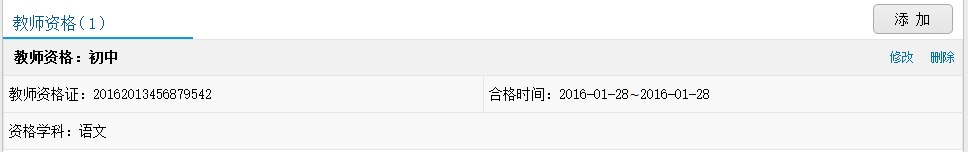 教师资格(1)
添 加
教师资格：初中
修改 删除
教师资格证：20162013456879542
合格时间：2016-01-28~2016-01-28
资格学科：语文